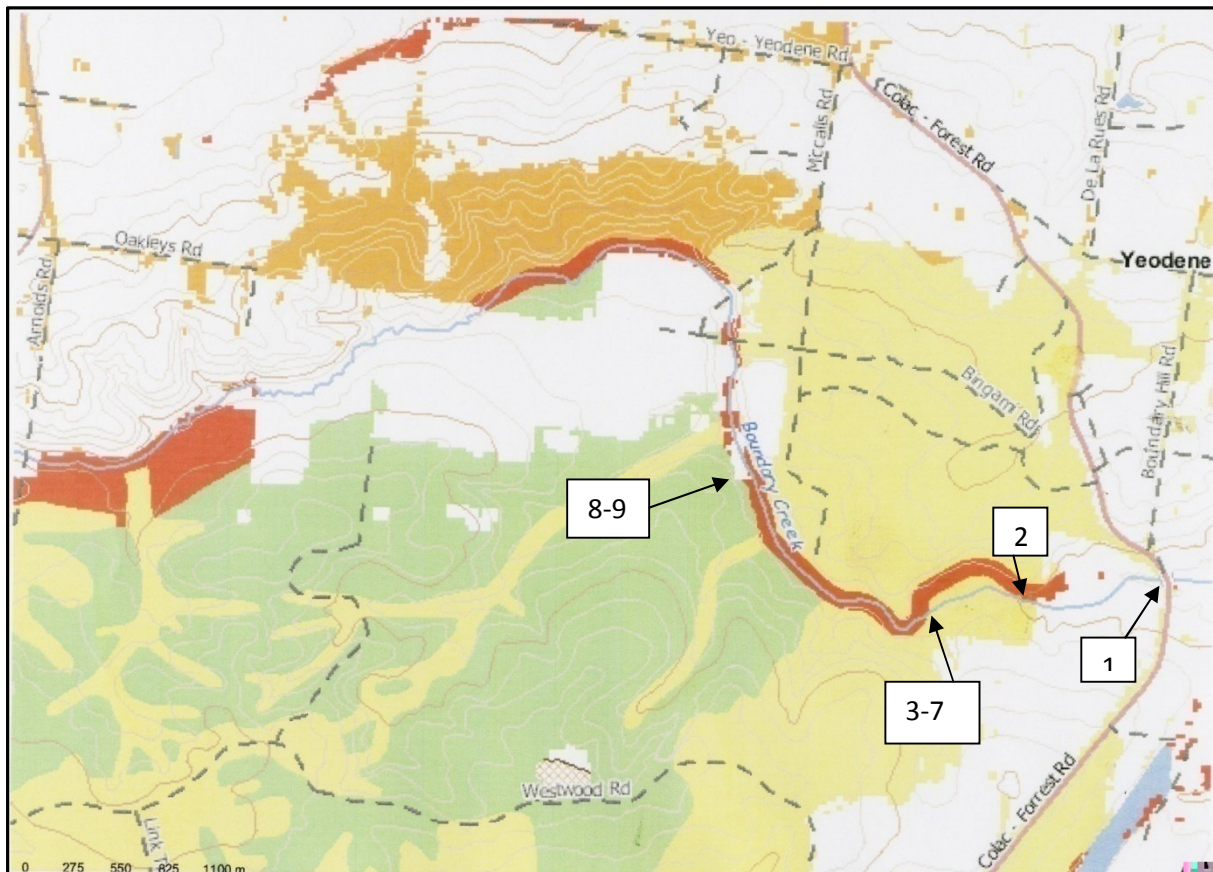 Yeo - Yeodene Rd
Colac - Forest Rd
Mccalls Rd
De La Rues Rd
Oakleys Rd
Arnolds Rd
Yeodene
Boundary Hill Rd
Bingami Rd
Boundary Creek
8-9
2
1
3-7
Westwood Rd
Colac - Forrest Rd
Link T
0 275 550 825 1100 m